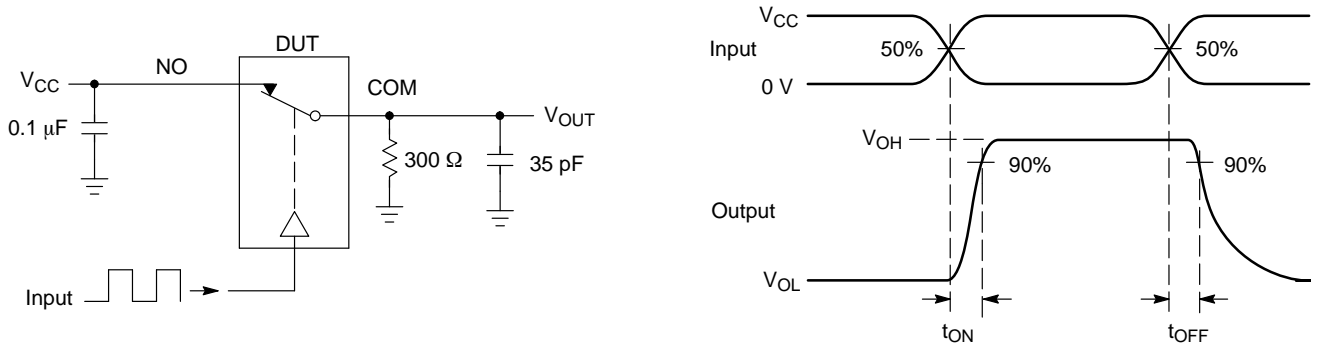 DUT
V_CC
NO
COM
V_OUT
0.1 μF
300 Ω
35 pF
Input
V_CC
Input
50%
50%
0 V
V_OH
90%
90%
Output
V_OL
t_ON
t_OFF